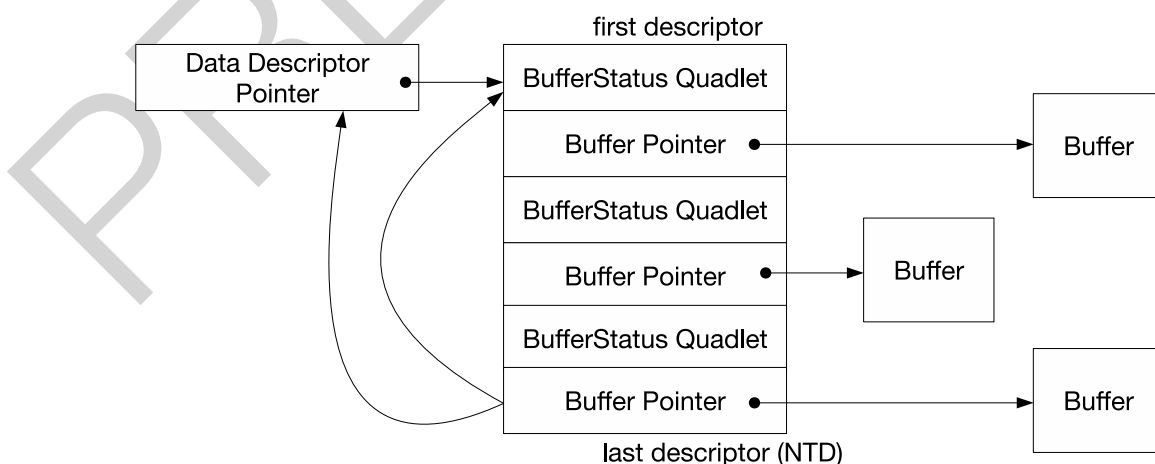 first descriptor
Data Descriptor
Pointer
BufferStatus Quadlet
Buffer Pointer
Buffer
BufferStatus Quadlet
Buffer Pointer
Buffer
BufferStatus Quadlet
Buffer Pointer
Buffer
last descriptor (NTD)